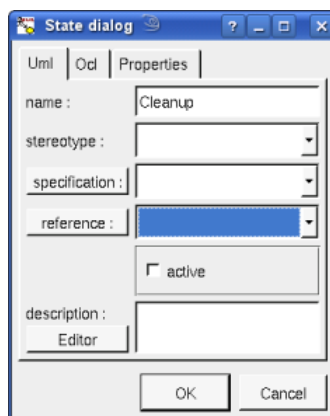 State dialog
Uml Ocl Properties
name : Cleanup
stereotype :
specification :
reference :
active
description :
Editor
OK Cancel